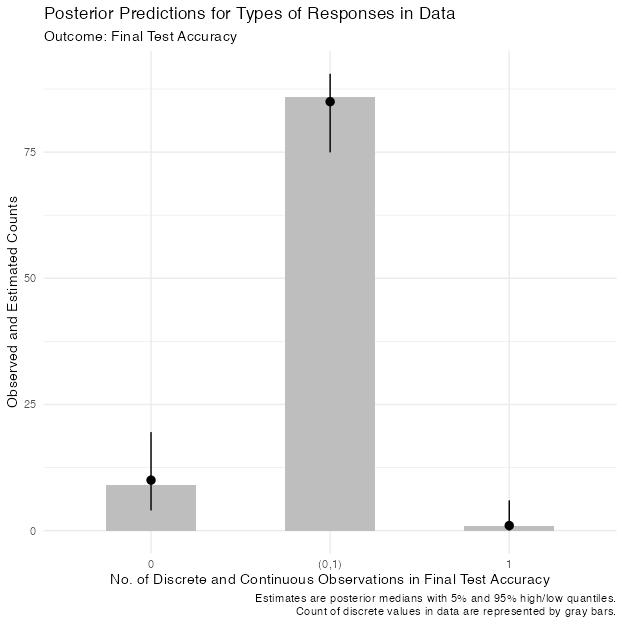 Posterior Predictions for Types of Responses in Data
Outcome: Final Test Accuracy
Observed and Estimated Counts
75
50
25
0
0
(0,1)
1
No. of Discrete and Continuous Observations in Final Test Accuracy
Estimates are posterior medians with 5% and 95% high/low quantiles.
Count of discrete values in data are represented by gray bars.